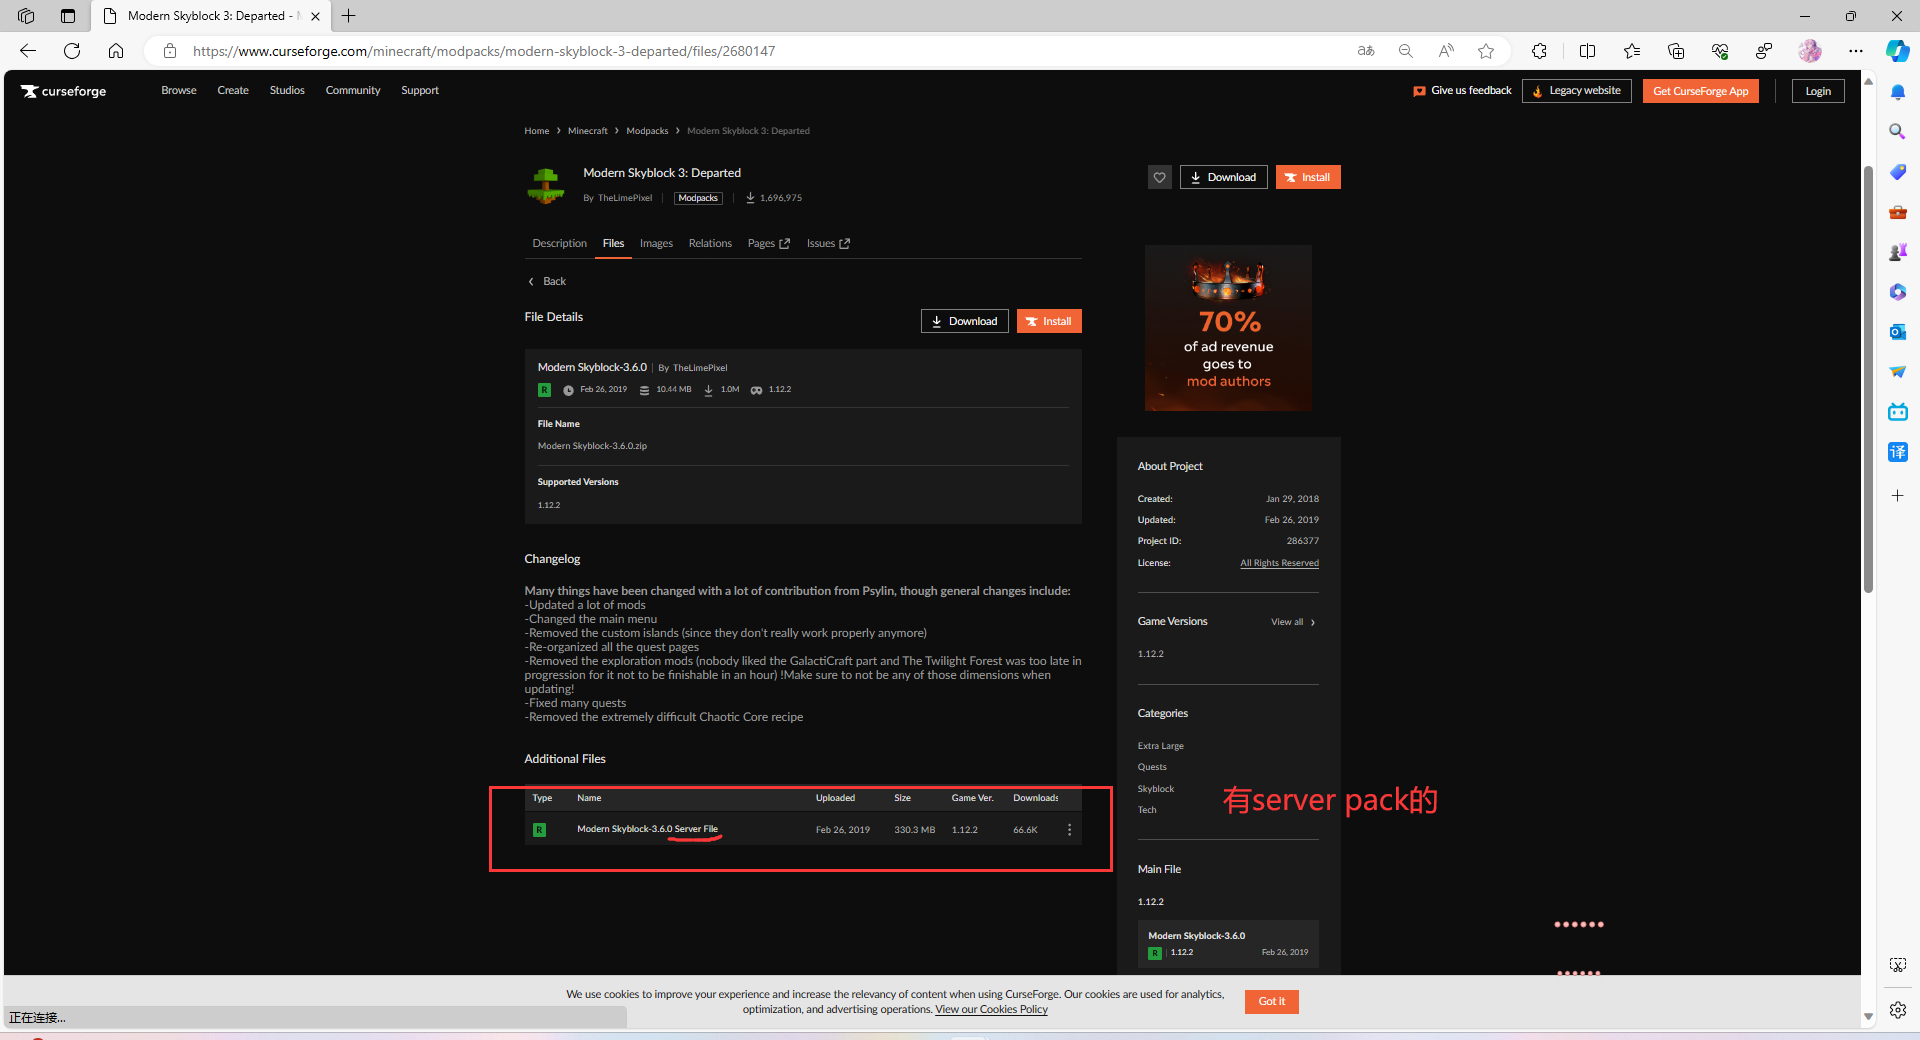 Modern Skyblock 3: Departed -
https://www.curseforge.com/minecraft/modpacks/modern-skyblock-3-departed/files/2680147
curseforge
Browse
Create
Studios
Community
Support
Give us feedback
Legacy website
Get CurseForge App
Login
Home > Minecraft > Modpacks > Modern Skyblock 3: Departed
Modern Skyblock 3: Departed
By TheLimePixel
Modpacks
1,696,975
Download
Install
Description
Files
Images
Relations
Pages
Issues
Back
File Details
Download
Install
Modern Skyblock-3.6.0 | By TheLimePixel
R Feb 26, 2019 10.44 MB 1.0M 1.12.2
File Name
Modern Skyblock-3.6.0.zip
Supported Versions
1.12.2
Changelog
Many things have been changed with a lot of contribution from Psylin, though general changes include:
-Updated a lot of mods
-Changed the main menu
-Removed the custom islands (since they don't really work properly anymore)
-Re-organized all the quest pages
-Removed the exploration mods (nobody liked the GalactiCraft part and The Twilight Forest was too late in
progression for it not to be finishable in an hour) !Make sure to not be any of those dimensions when
updating!
-Fixed many quests
-Removed the extremely difficult Chaotic Core recipe
Additional Files
Type Name Uploaded Size Game Ver. Downloads
R Modern Skyblock-3.6.0 Server File Feb 26, 2019 330.3 MB 1.12.2 66.6K
70%
of ad revenue
goes to
mod authors
About Project
Created: Jan 29, 2018
Updated: Feb 26, 2019
Project ID: 286377
License: All Rights Reserved
Game Versions View all
1.12.2
Categories
Extra Large
Quests
Skyblock
Tech
有server pack的
Main File
1.12.2
Modern Skyblock-3.6.0
R | 1.12.2 Feb 26, 2019
We use cookies to improve your experience and increase the relevancy of content when using CurseForge. Our cookies are used for analytics,
optimization, and advertising operations. View our Cookies Policy
Got it
正在连接...
aあ
译